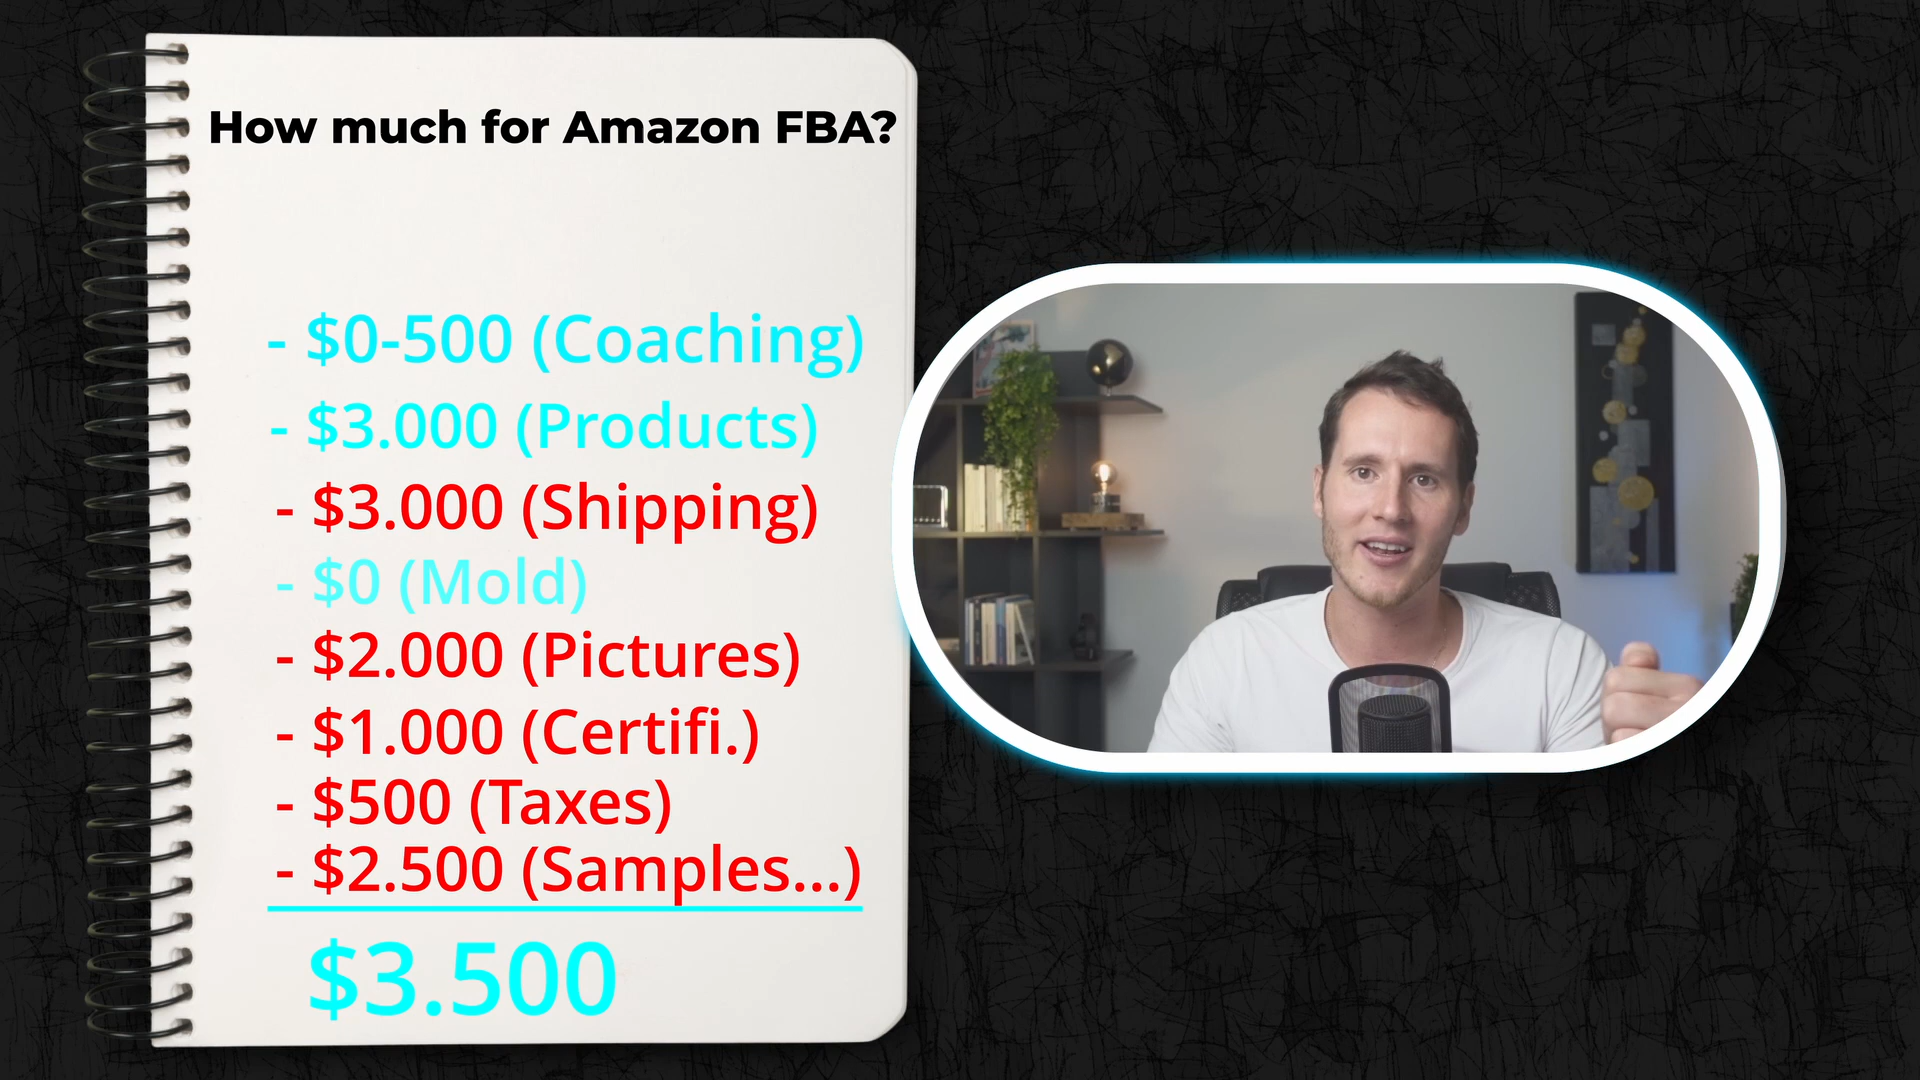 How much for Amazon FBA?
- $0-500 (Coaching)
- $3.000 (Products)
- $3.000 (Shipping)
- $0 (Mold)
- $2.000 (Pictures)
- $1.000 (Certifi.)
- $500 (Taxes)
- $2.500 (Samples...)
$3.500